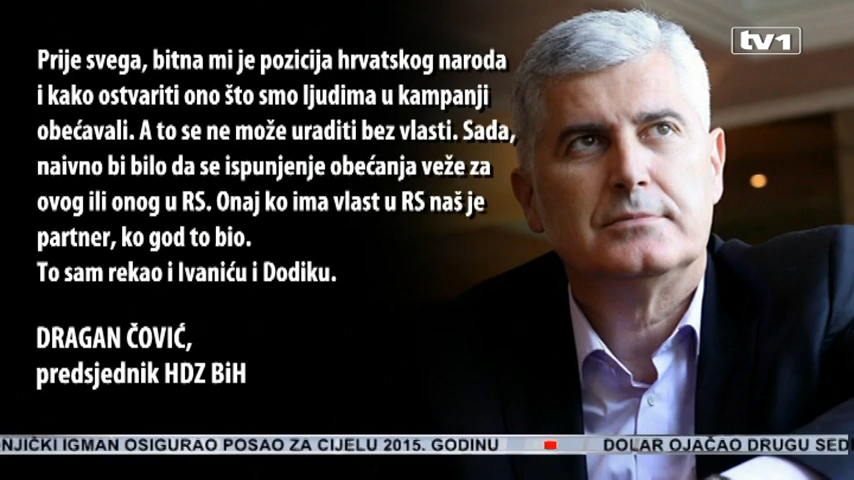 tv1
Prije svega, bitna mi je pozicija hrvatskog naroda
i kako ostvariti ono što smo ljudima u kampanji
obećavali. A to se ne može uraditi bez vlasti. Sada,
naivno bi bilo da se ispunjenje obećanja veže za
ovog ili onog u RS. Onaj ko ima vlast u RS naš je
partner, ko god to bio.
To sam rekao i Ivaniću i Dodiku.
DRAGAN ČOVIĆ,
predsjednik HDZ BiH
NJIČKI IGMAN OSIGURAO POSAO ZA CIJELU 2015. GODINU DOLAR OJAČAO DRUGU SED